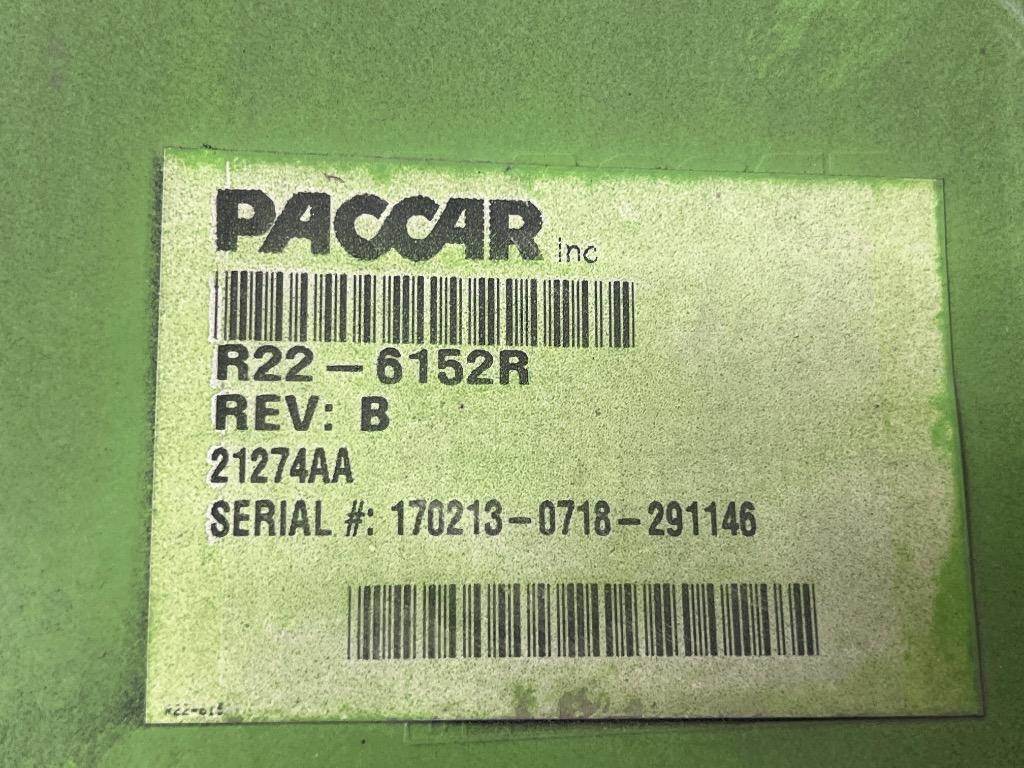 PACCAR Inc
R22-6152R
REV: B
21274AA
SERIAL #: 170213-0718-291146